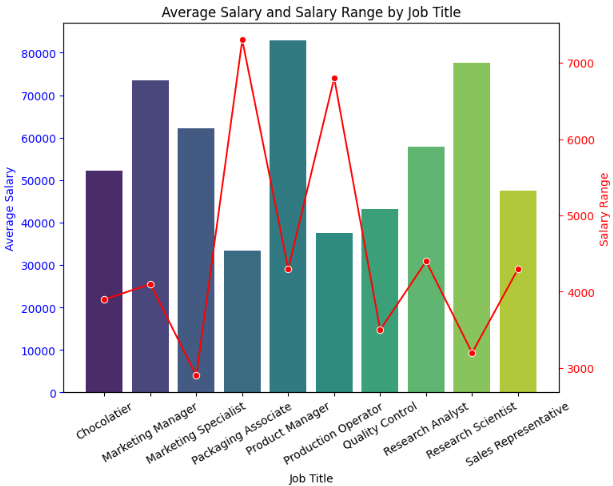 Average Salary and Salary Range by Job Title
80000
70000
60000
50000
40000
30000
20000
10000
0
Average Salary
7000
6000
5000
4000
3000
Salary Range
Chocolatier
Marketing Manager
Marketing Specialist
Packaging Associate
Product Manager
Production Operator
Quality Control
Research Analyst
Research Scientist
Sales Representative
Job Title